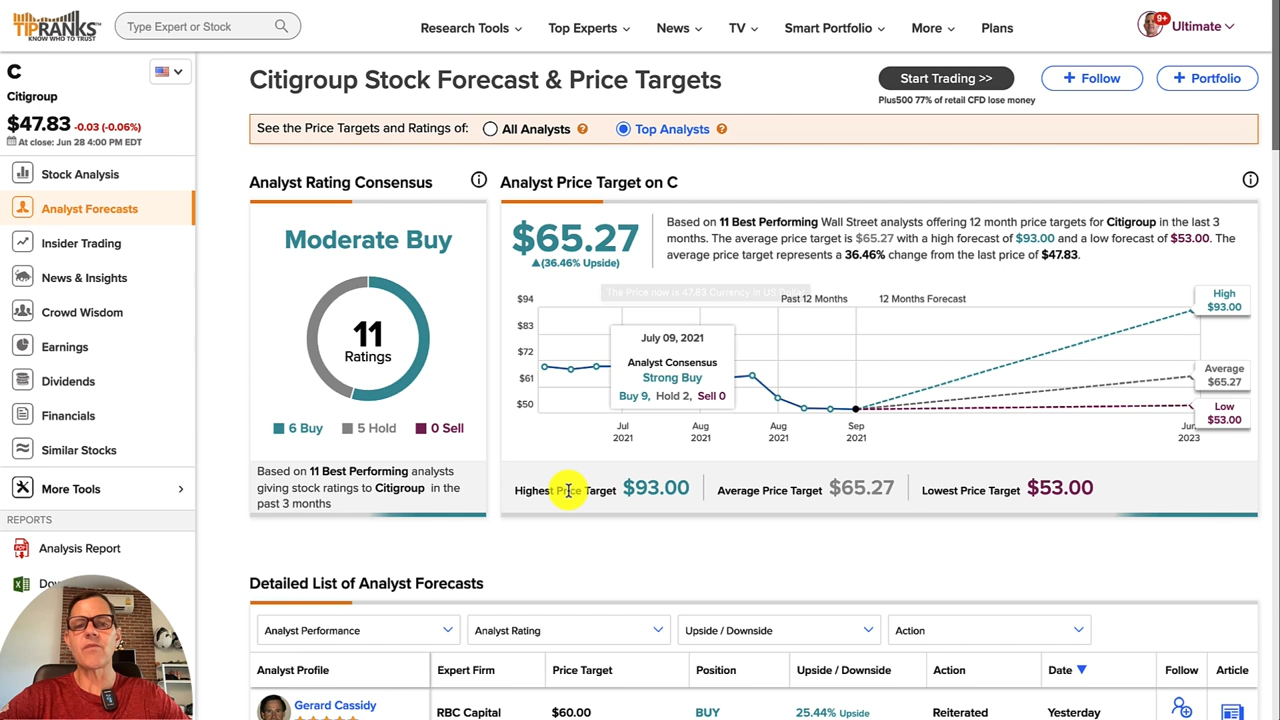 TIPRANKS
KNOW WHO TO TRUST
Type Expert or Stock
Research Tools
Top Experts
News
TV
Smart Portfolio
More
Plans
9+
Ultimate
C
Citigroup
$47.83 -0.03 (-0.06%)
At close: Jun 28 4:00 PM EDT
Stock Analysis
Analyst Forecasts
Insider Trading
News & Insights
Crowd Wisdom
Earnings
Dividends
Financials
Similar Stocks
More Tools
REPORTS
Analysis Report
Citigroup Stock Forecast & Price Targets
Start Trading >>
Plus500 77% of retail CFD lose money
+ Follow
+ Portfolio
See the Price Targets and Ratings of: All Analysts ? Top Analysts ?
Analyst Rating Consensus
Moderate Buy
11
Ratings
6 Buy 5 Hold 0 Sell
Based on 11 Best Performing analysts
giving stock ratings to Citigroup in the
past 3 months
Analyst Price Target on C
$65.27
▲(36.46% Upside)
Based on 11 Best Performing Wall Street analysts offering 12 month price targets for Citigroup in the last 3
months. The average price target is $65.27 with a high forecast of $93.00 and a low forecast of $53.00. The
average price target represents a 36.46% change from the last price of $47.83.
The Price now is 47.83 Currency in US Dollar
Past 12 Months
12 Months Forecast
$94
$83
$72
$61
$50
July 09, 2021
Analyst Consensus
Strong Buy
Buy 9, Hold 2, Sell 0
High
$93.00
Average
$65.27
Low
$53.00
Jul
2021
Aug
2021
Aug
2021
Sep
2021
Jun
2023
Highest Price Target $93.00
Average Price Target $65.27
Lowest Price Target $53.00
Detailed List of Analyst Forecasts
Analyst Performance
Analyst Rating
Upside / Downside
Action
Analyst Profile Expert Firm Price Target Position Upside / Downside Action Date ▼ Follow Article
Gerard Cassidy
RBC Capital $60.00 BUY 25.44% Upside Reiterated Yesterday